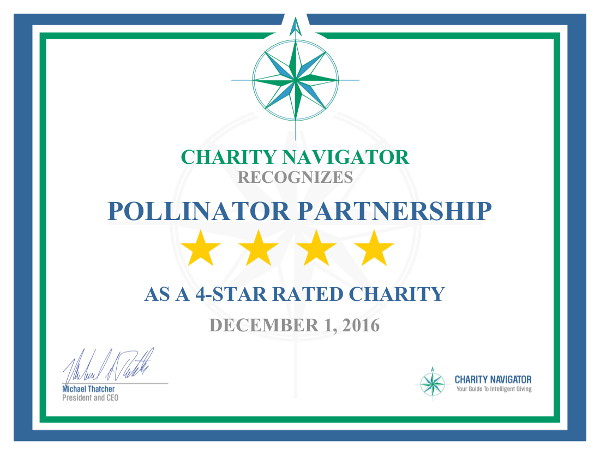 CHARITY NAVIGATOR
RECOGNIZES
POLLINATOR PARTNERSHIP
AS A 4-STAR RATED CHARITY
DECEMBER 1, 2016
Michael Thatcher
President and CEO
CHARITY NAVIGATOR
Your Guide To Intelligent Giving